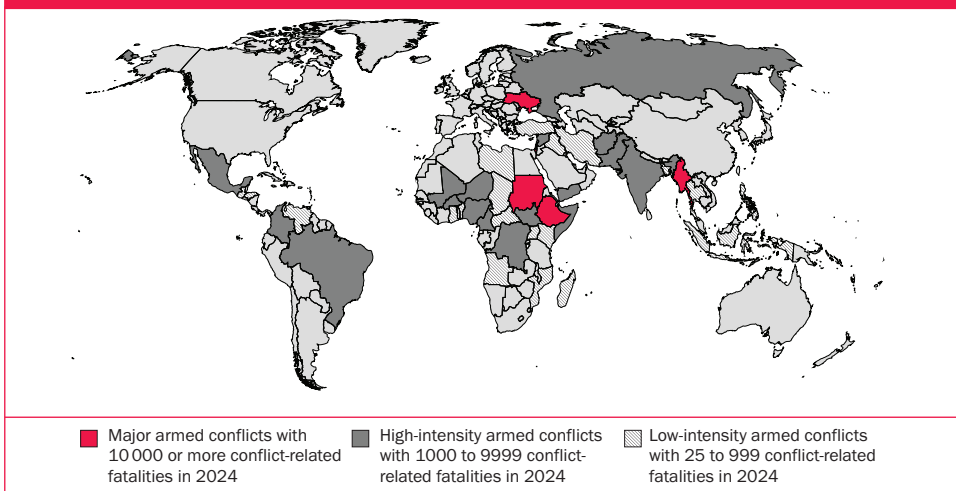 Major armed conflicts with
10 000 or more conflict-related
fatalities in 2024
High-intensity armed conflicts
with 1000 to 9999 conflict-
related fatalities in 2024
Low-intensity armed conflicts
with 25 to 999 conflict-related
fatalities in 2024